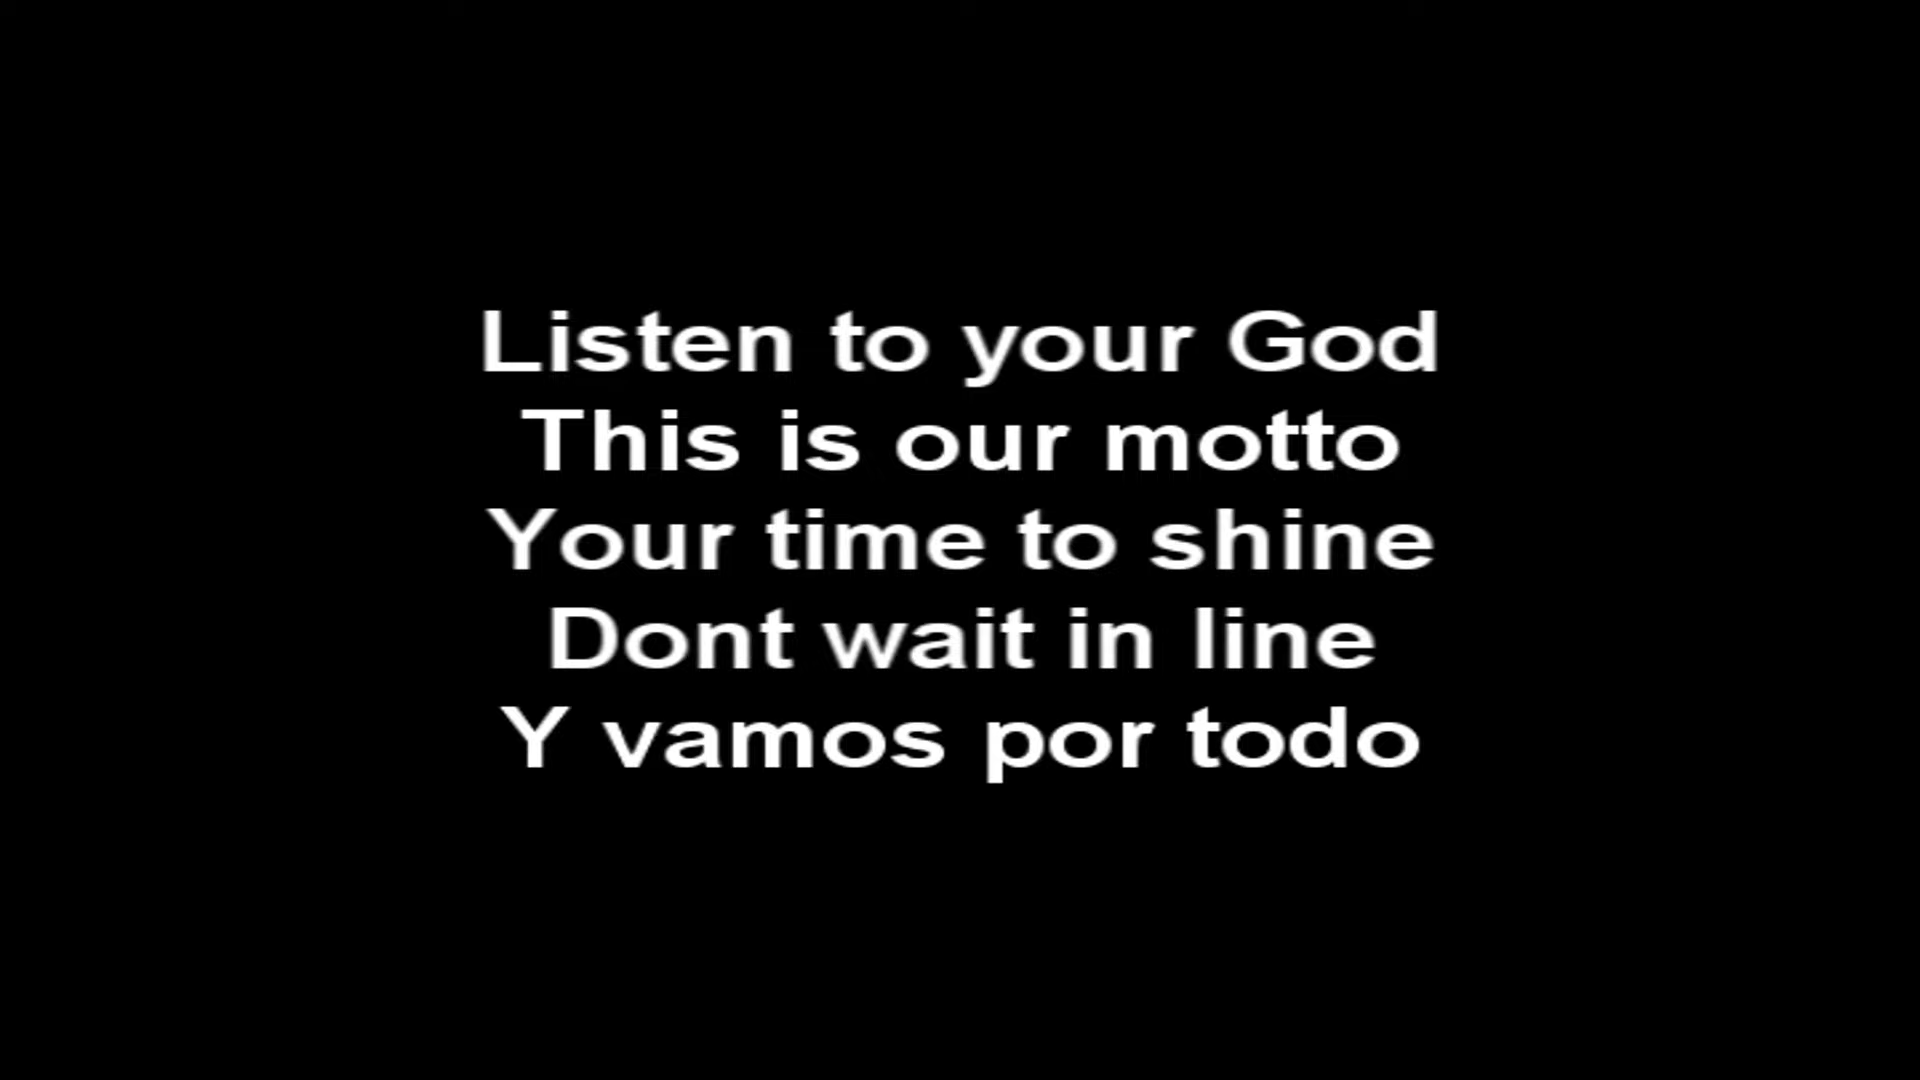 Listen to your God
This is our motto
Your time to shine
Dont wait in line
Y vamos por todo